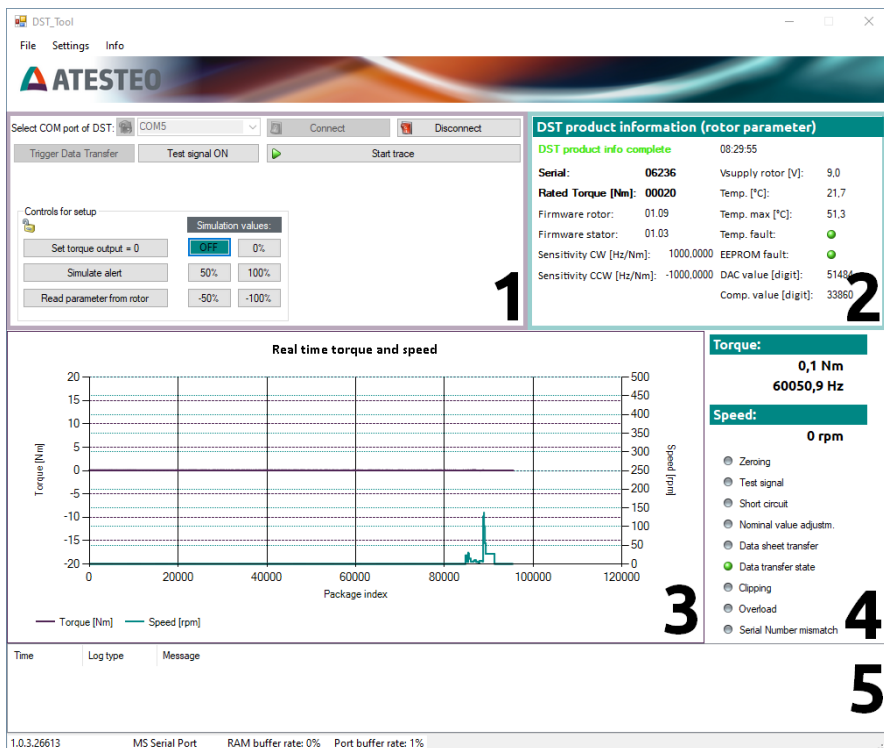 DST_Tool
File Settings Info
ATESTEO
Select COM port of DST: COM5 Connect Disconnect
Trigger Data Transfer Test signal ON Start trace
Controls for setup
Simulation values:
Set torque output = 0 OFF 0%
Simulate alert 50% 100%
Read parameter from rotor -50% -100%
1
DST product information (rotor parameter)
DST product info complete 08:29:55
Serial: 06236 Vsupply rotor [V]: 9,0
Rated Torque [Nm]: 00020 Temp. [°C]: 21,7
Firmware rotor: 01.09 Temp. max [°C]: 51,3
Firmware stator: 01.03 Temp. fault:
Sensitivity CW [Hz/Nm]: 1000,0000 EEPROM fault:
Sensitivity CCW [Hz/Nm]: -1000,0000 DAC value [digit]: 51484
Comp. value [digit]: 33860
2
Real time torque and speed
20 500
15 450
10 400
5 350
0 300
-5 250
-10 200
-15 150
-20 100
50
0
Torque [Nm]
Speed [rpm]
0 20000 40000 60000 80000 100000 120000
Package index
Torque [Nm] Speed [rpm]
3
Torque:
0,1 Nm
60050,9 Hz
Speed:
0 rpm
Zeroing
Test signal
Short circuit
Nominal value adjustm.
Data sheet transfer
Data transfer state
Clipping
Overload
Serial Number mismatch
4
Time Log type Message
5
1.0.3.26613 MS Serial Port RAM buffer rate: 0% Port buffer rate: 1%